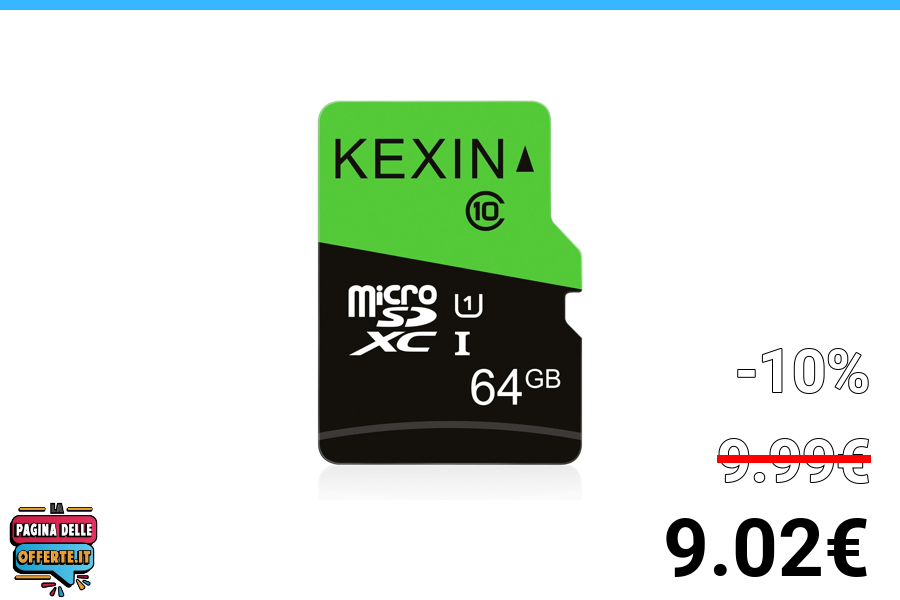 KEXIN
10
micro
SD
XC I
1
64GB
-10%
9.99€
9.02€
LA
PAGINA DELLE
OFFERTE.IT